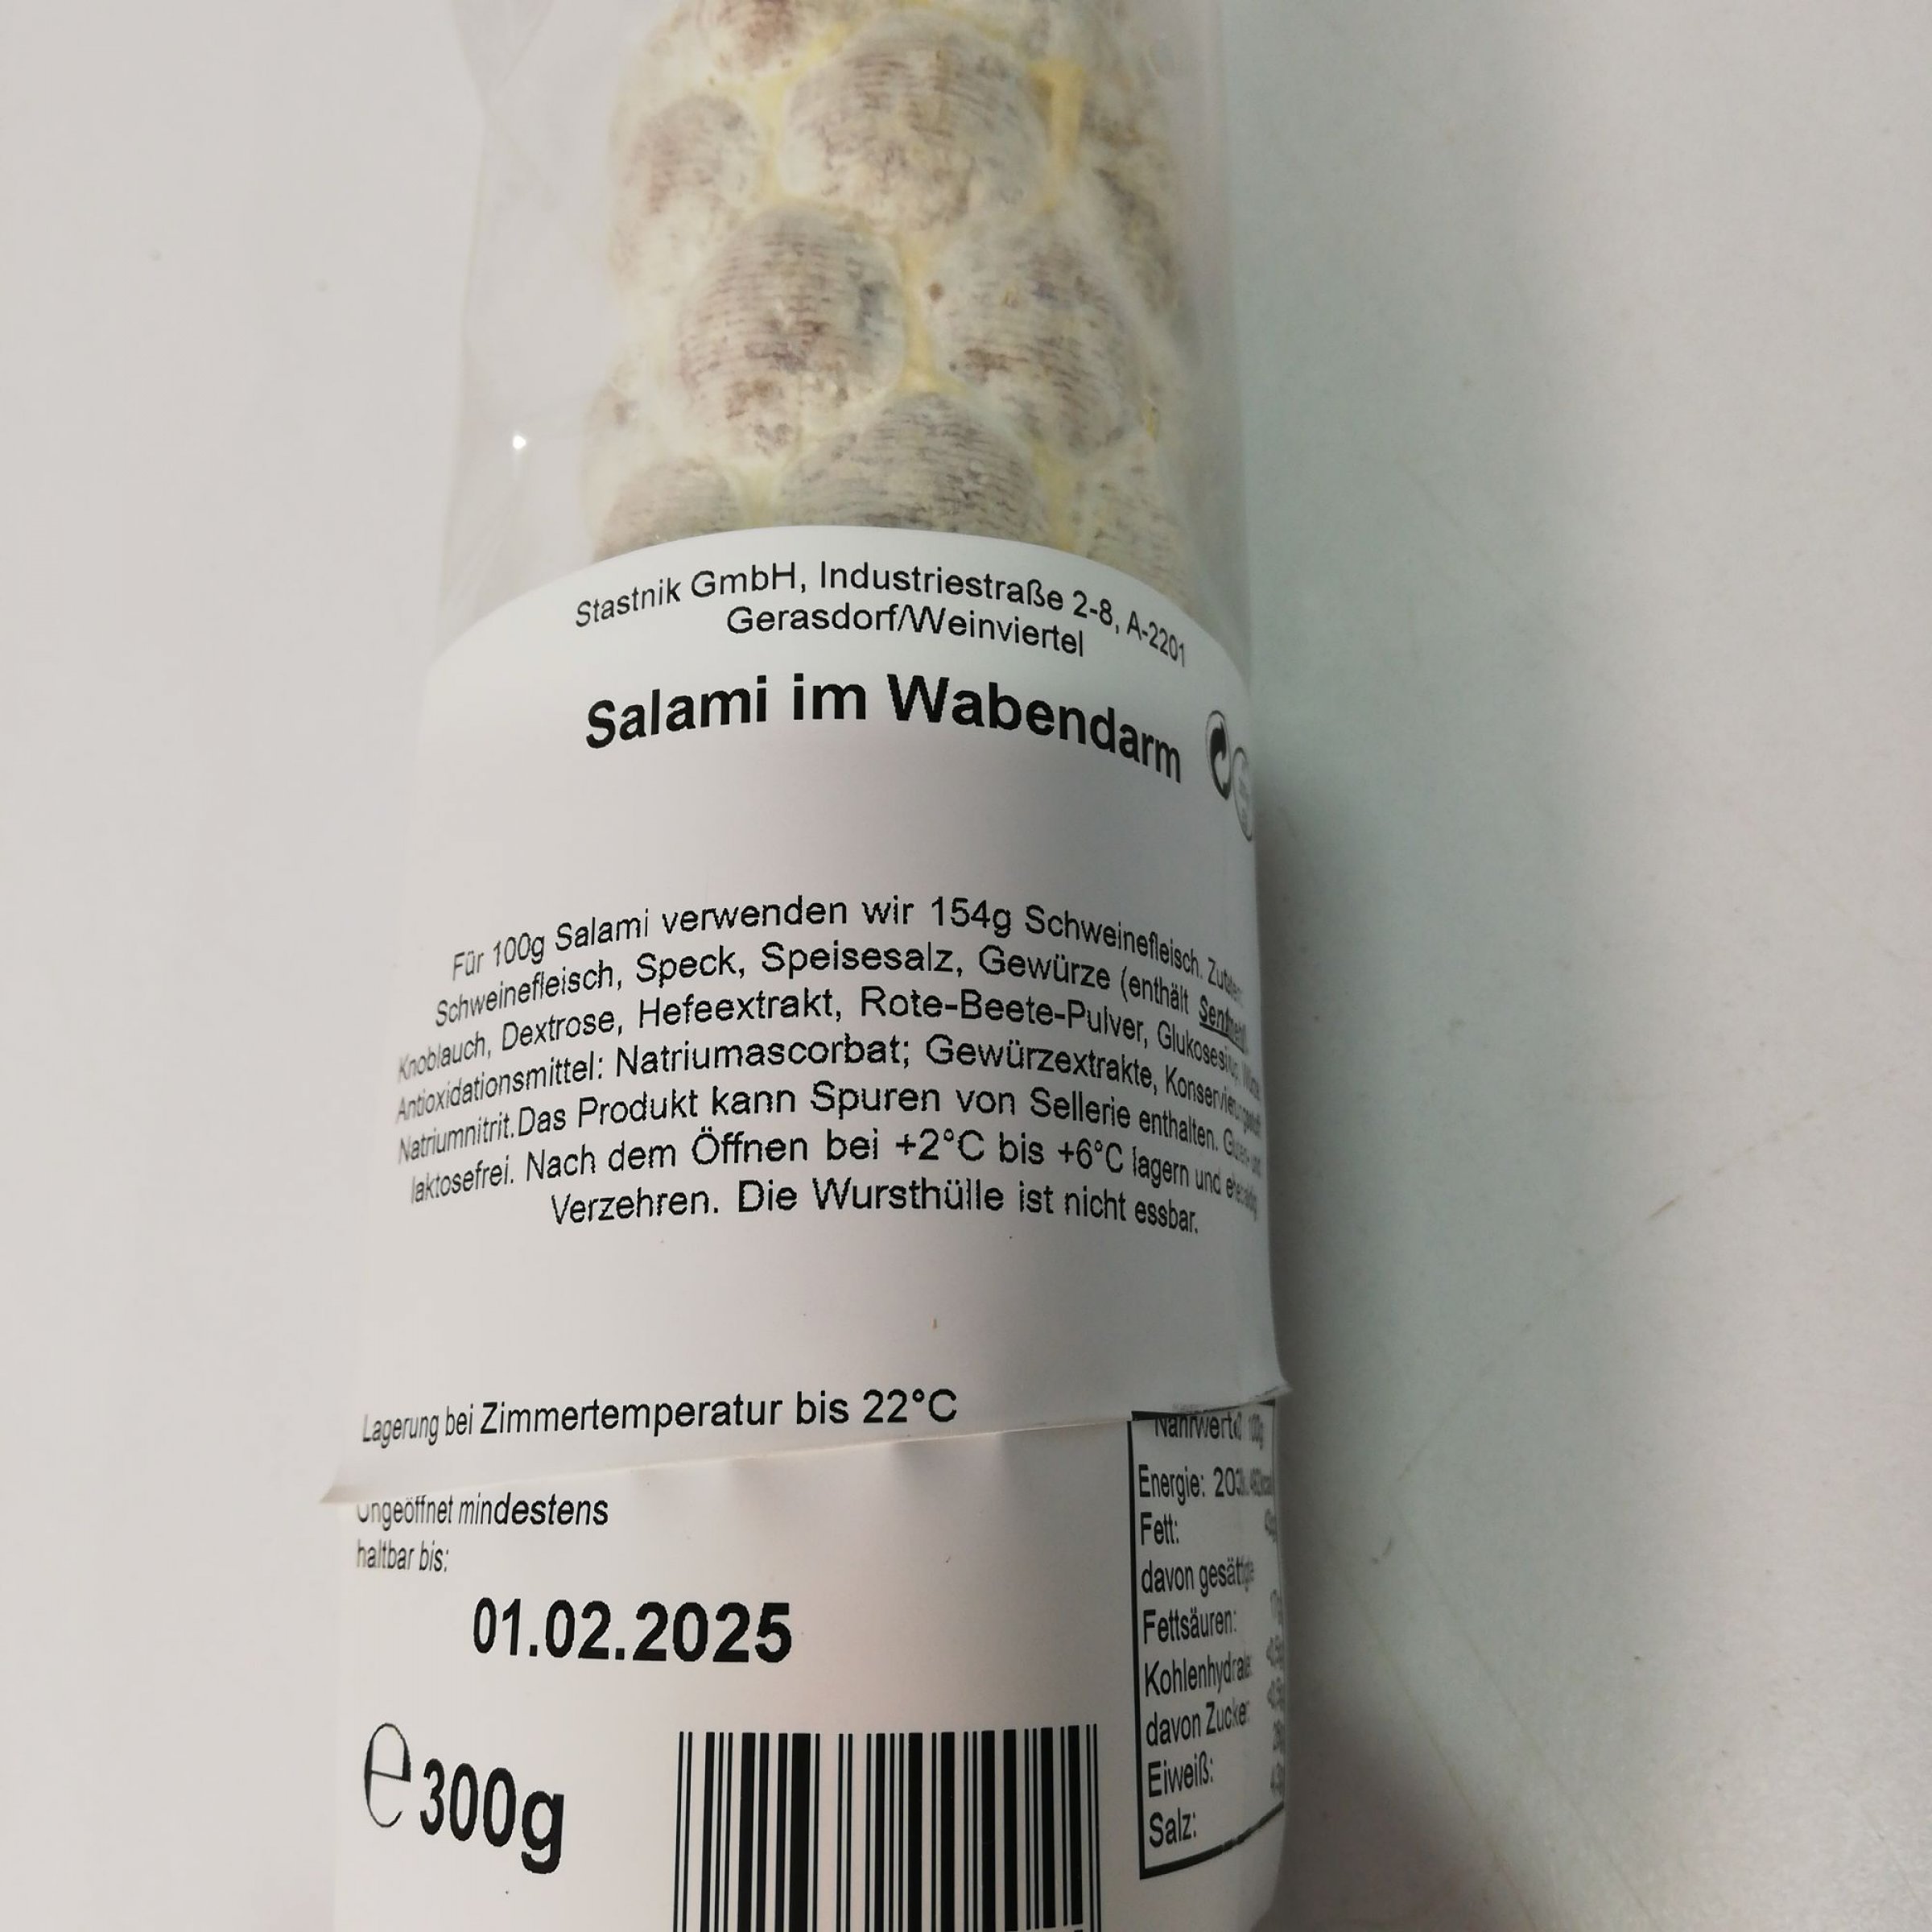 Stastnik GmbH, Industriestraße 2-8, A-2201
Gerasdorf/Weinviertel
Salami im Wabendarm
Für 100g Salami verwenden wir 154g Schweinefleisch.
Schweinefleisch, Speck, Speisesalz, Gewürze (enthält
Knoblauch, Dextrose, Hefeextrakt, Rote-Beete-Pulver,
Antioxidationsmittel: Natriumascorbat; Gewürzextrakte,
Natriumnitrit.Das Produkt kann Spuren von Sellerie enthalten.
laktosefrei. Nach dem Öffnen bei +2°C bis +6°C lagern und
Verzehren. Die Wursthülle ist nicht essbar.
Lagerung bei Zimmertemperatur bis 22°C
Ungeöffnet mindestens
haltbar bis:
01.02.2025
e 300g
100g
Energie:
Fett:
davon
Fettsäuren:
davon
Eiweiß:
Salz: